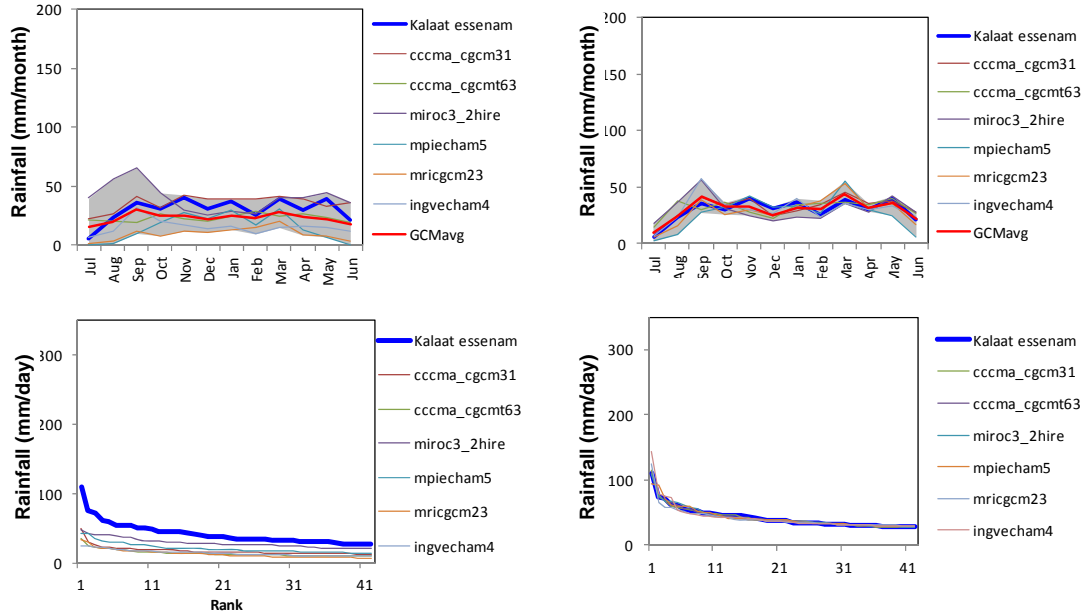 Rainfall (mm/month)
200
150
100
50
0
Jul
Aug
Sep
Oct
Nov
Dec
Jan
Feb
Mar
Apr
May
Jun
Kalaat essenam
cccma_cgcm31
cccma_cgcmt63
miroc3_2hire
mpiecham5
mricgcm23
ingvecham4
GCMavg
Rainfall (mm/month)
200
150
100
50
0
Jul
Aug
Sep
Oct
Nov
Dec
Jan
Feb
Mar
Apr
May
Jun
Kalaat essenam
cccma_cgcm31
cccma_cgcmt63
miroc3_2hire
mpiecham5
mricgcm23
ingvecham4
GCMavg
Rainfall (mm/day)
300
200
100
0
1 11 21 31 41
Rank
Kalaat essenam
cccma_cgcm31
cccma_cgcmt63
miroc3_2hire
mpiecham5
mricgcm23
ingvecham4
Rainfall (mm/day)
300
200
100
0
1 11 21 31 41
Kalaat essenam
cccma_cgcm31
cccma_cgcmt63
miroc3_2hire
mpiecham5
mricgcm23
ingvecham4